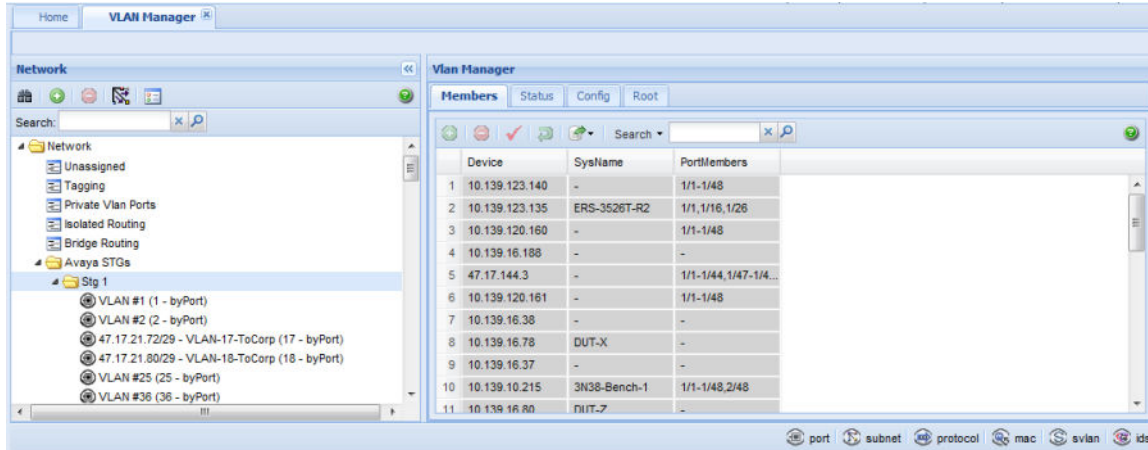 Home VLAN Manager
Network
Search:
Network
Unassigned
Tagging
Private Vlan Ports
Isolated Routing
Bridge Routing
Avaya STGs
Stg 1
VLAN #1 (1 - byPort)
VLAN #2 (2 - byPort)
47.17.21.72/29 - VLAN-17-ToCorp (17 - byPort)
47.17.21.80/29 - VLAN-18-ToCorp (18 - byPort)
VLAN #25 (25 - byPort)
VLAN #36 (36 - byPort)
Vlan Manager
Members Status Config Root
Search
Device SysName PortMembers
1 10.139.123.140 - 1/1-1/48
2 10.139.123.135 ERS-3526T-R2 1/1,1/16,1/26
3 10.139.120.160 - 1/1-1/48
4 10.139.16.188 - -
5 47.17.144.3 - 1/1-1/44,1/47-1/4...
6 10.139.120.161 - 1/1-1/48
7 10.139.16.38 - -
8 10.139.16.78 DUT-X -
9 10.139.16.37 - -
10 10.139.10.215 3N38-Bench-1 1/1-1/48,2/48
11 10.139.16.80 DUT-Z -
port subnet protocol mac svlan ids